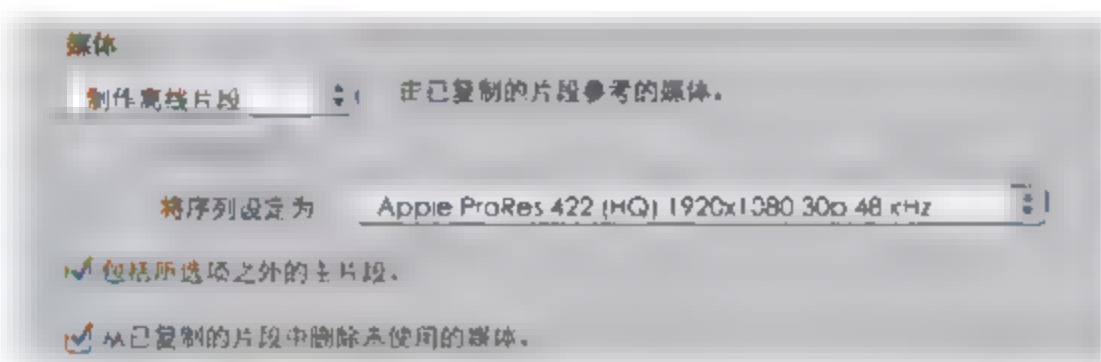 媒体
制作离线片段 由已复制的片段参考的媒体。
将序列设定为 Apple ProRes 422 (HQ) 1920x1080 30p 48 kHz
包括所选项之外的主片段。
从已复制的片段中删除未使用的媒体。